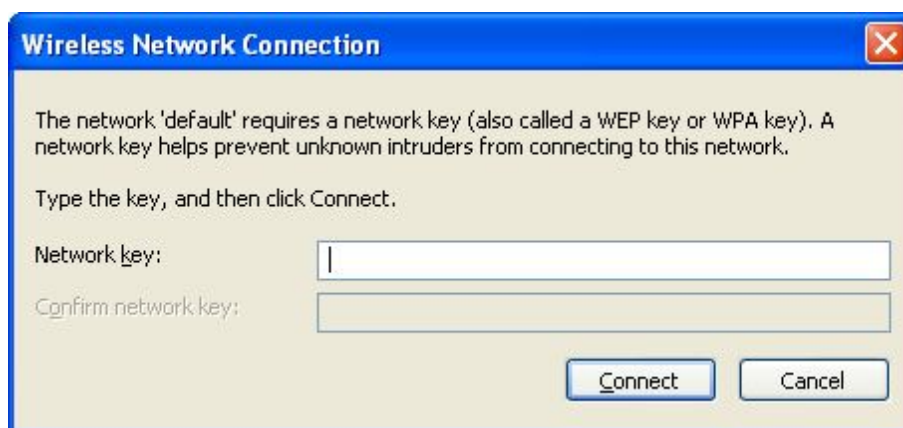 Wireless Network Connection
The network 'default' requires a network key (also called a WEP key or WPA key). A
network key helps prevent unknown intruders from connecting to this network.
Type the key, and then click Connect.
Network key:
Confirm network key:
Connect Cancel